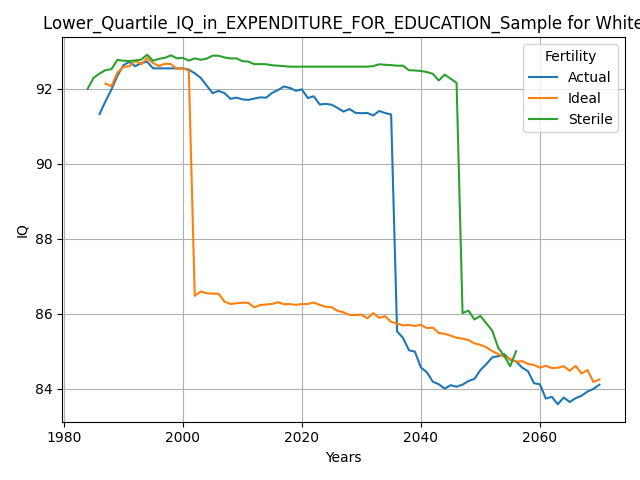 Lower_Quartile_IQ_in_EXPENDITURE_FOR_EDUCATION_Sample for White
Fertility
Actual
Ideal
Sterile
92
90
88
86
84
IQ
1980
2000
2020
2040
2060
Years